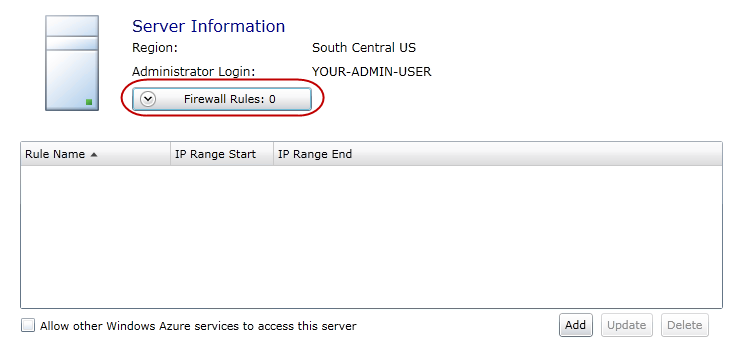 Server Information
Region: South Central US
Administrator Login: YOUR-ADMIN-USER
Firewall Rules: 0
Rule Name IP Range Start IP Range End
Allow other Windows Azure services to access this server Add Update Delete